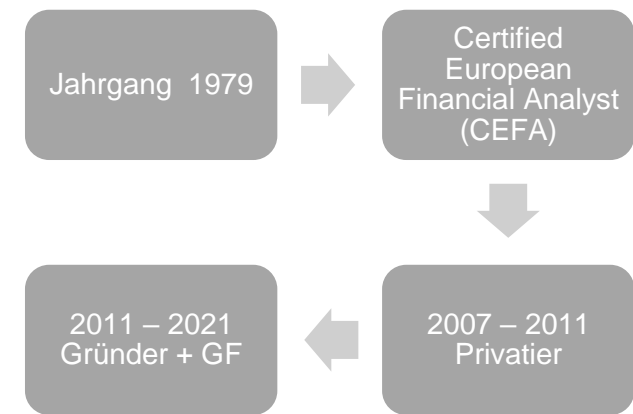 Jahrgang 1979
Certified
European
Financial Analyst
(CEFA)
2007 – 2011
Privatier
2011 – 2021
Gründer + GF